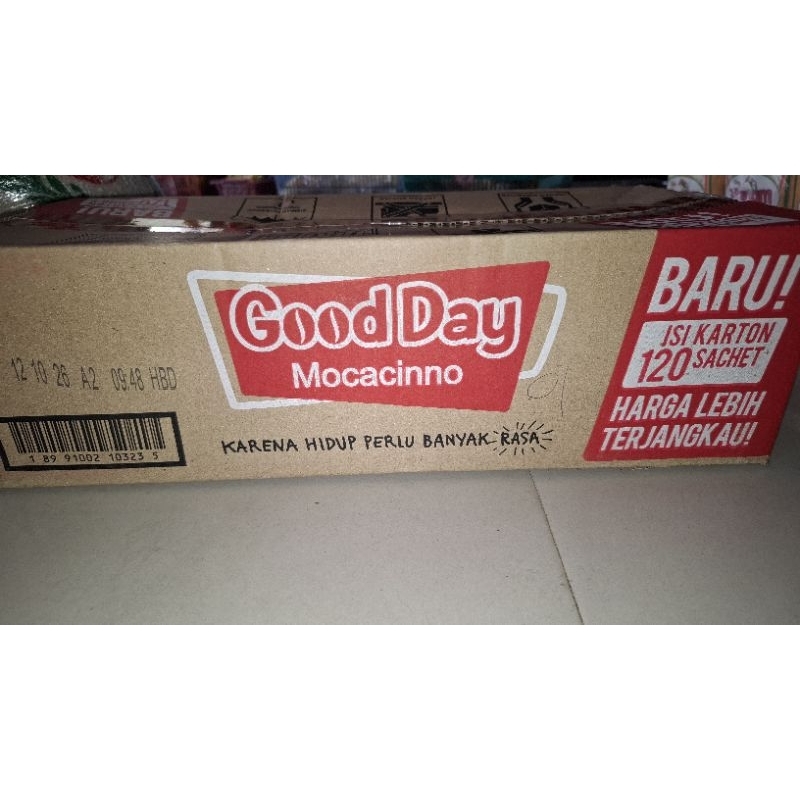 BARU!
Good Day
Mocacinno
KARENA HIDUP PERLU BANYAK RASA
12 10 26 A2 09:48 HBD
1 89 91002 10323 5
BARU!
ISI KARTON
120 SACHET
HARGA LEBIH
TERJANGKAU!